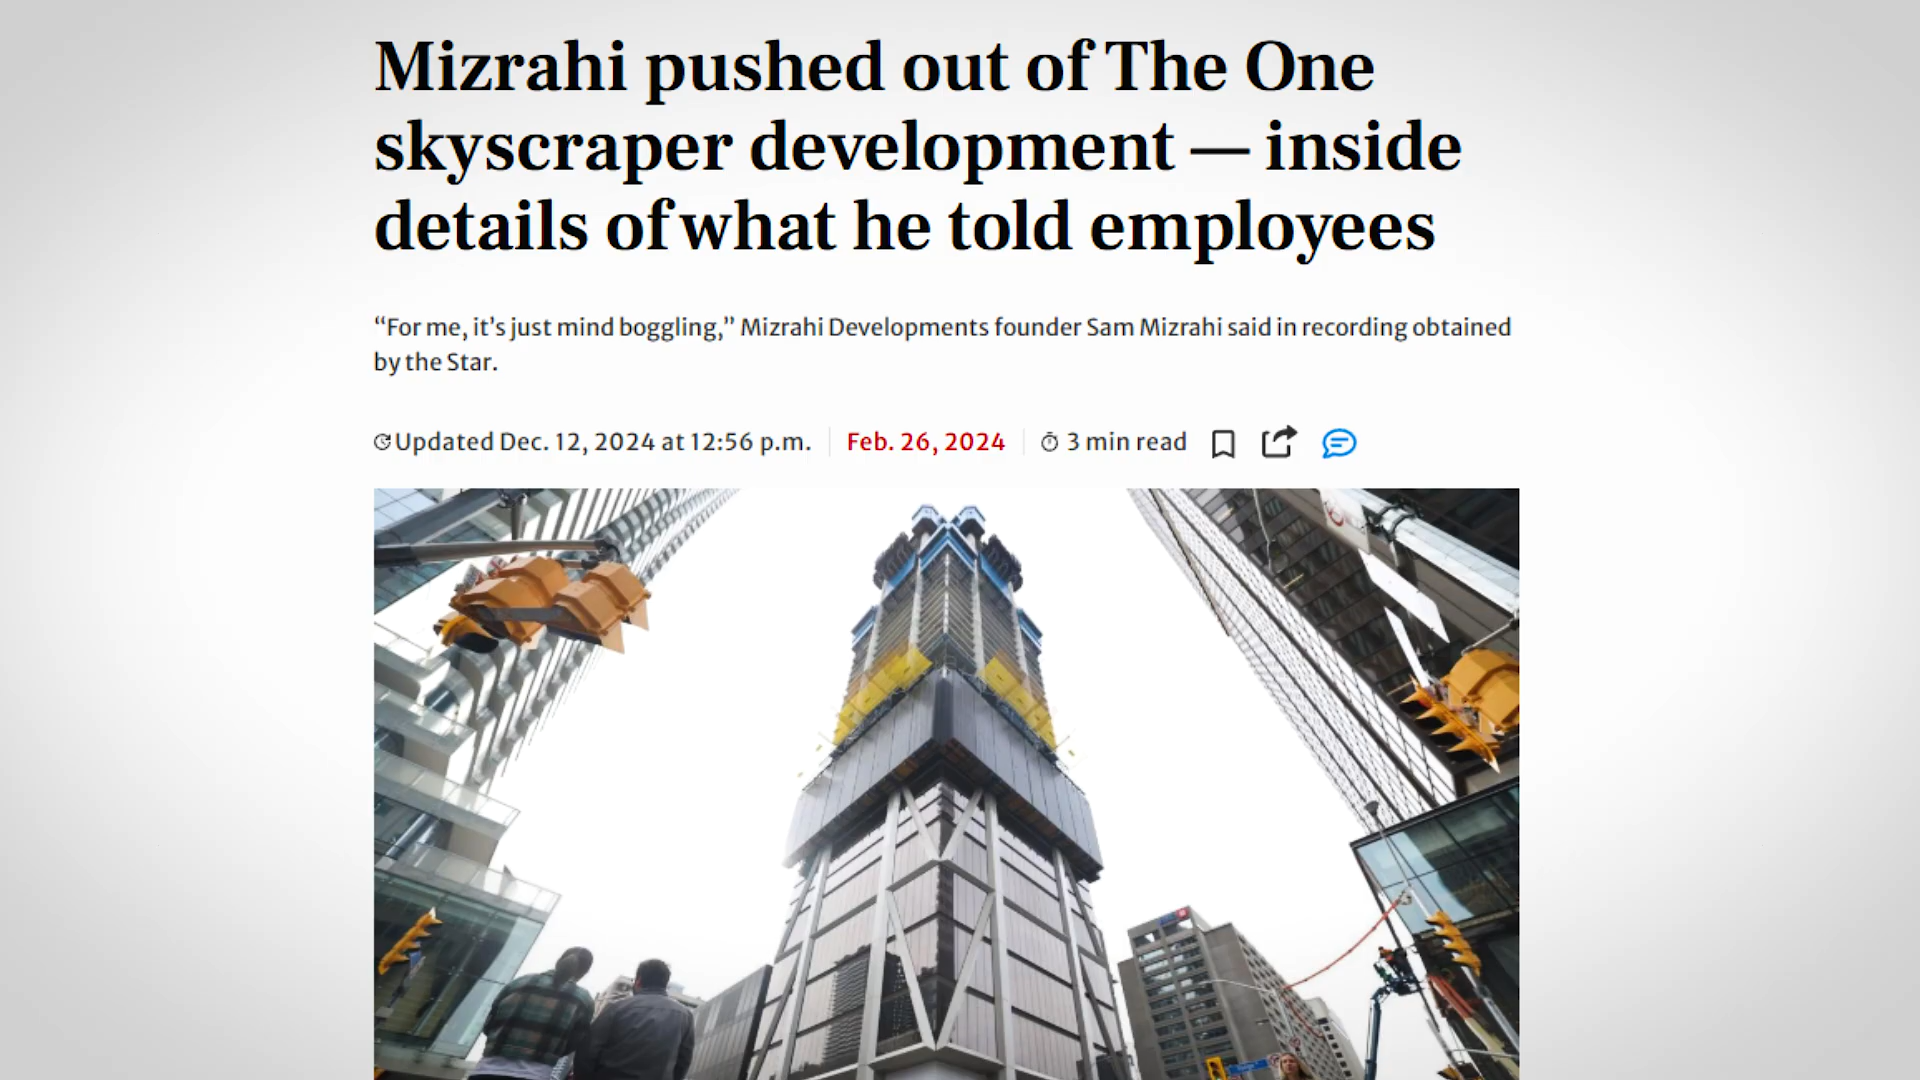 Mizrahi pushed out of The One
skyscraper development — inside
details of what he told employees
“For me, it’s just mind boggling,” Mizrahi Developments founder Sam Mizrahi said in recording obtained
by the Star.
Updated Dec. 12, 2024 at 12:56 p.m. Feb. 26, 2024 3 min read